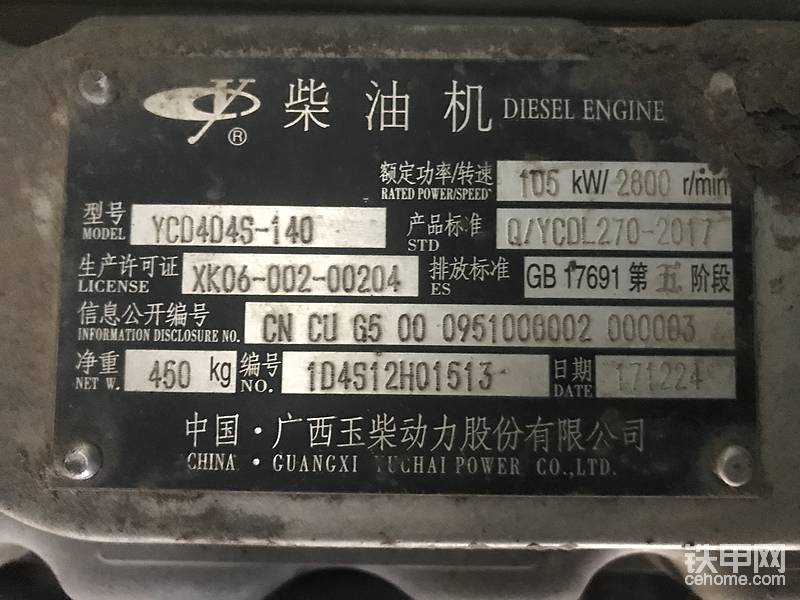 柴油机 DIESEL ENGINE
®
额定功率/转速 105 kW/ 2800 r/min
RATED POWER/SPEED
型号 YCD4D4S-140 产品标准 Q/YCDL270-2017
MODEL STD
生产许可证 XK06-002-00204 排放标准 GB 17691 第五阶段
LICENSE ES
信息公开编号 CN CU G5 00 0951000002 000003
INFORMATION DISCLOSURE NO.
净重 450 kg 编号 1D4S12H01513 日期 171224
NET W. NO. DATE
中国·广西玉柴动力股份有限公司
CHINA · GUANGXI YUCHAI POWER CO.,LTD.
铁甲网
cehome.com